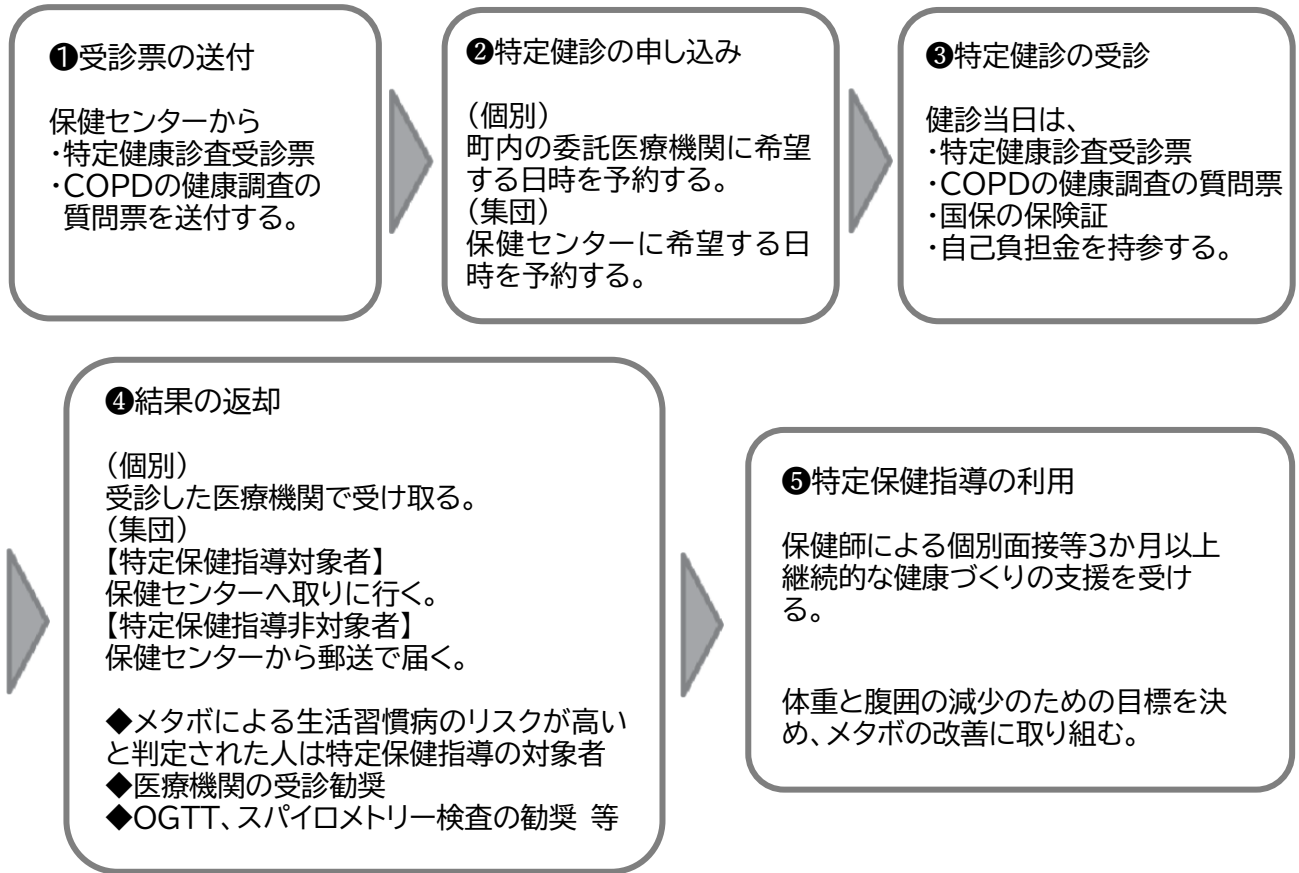 ❶受診票の送付
保健センターから
・特定健康診査受診票
・COPDの健康調査の
質問票を送付する。
❷特定健診の申し込み
（個別）
町内の委託医療機関に希望
する日時を予約する。
（集団）
保健センターに希望する日
時を予約する。
❸特定健診の受診
健診当日は、
・特定健康診査受診票
・COPDの健康調査の質問票
・国保の保険証
・自己負担金を持参する。
❹結果の返却
（個別）
受診した医療機関で受け取る。
（集団）
【特定保健指導対象者】
保健センターへ取りに行く。
【特定保健指導非対象者】
保健センターから郵送で届く。
◆メタボによる生活習慣病のリスクが高い
と判定された人は特定保健指導の対象者
◆医療機関の受診勧奨
◆OGTT、スパイロメトリー検査の勧奨 等
❺特定保健指導の利用
保健師による個別面接等3か月以上
継続的な健康づくりの支援を受け
る。
体重と腹囲の減少のための目標を決
め、メタボの改善に取り組む。